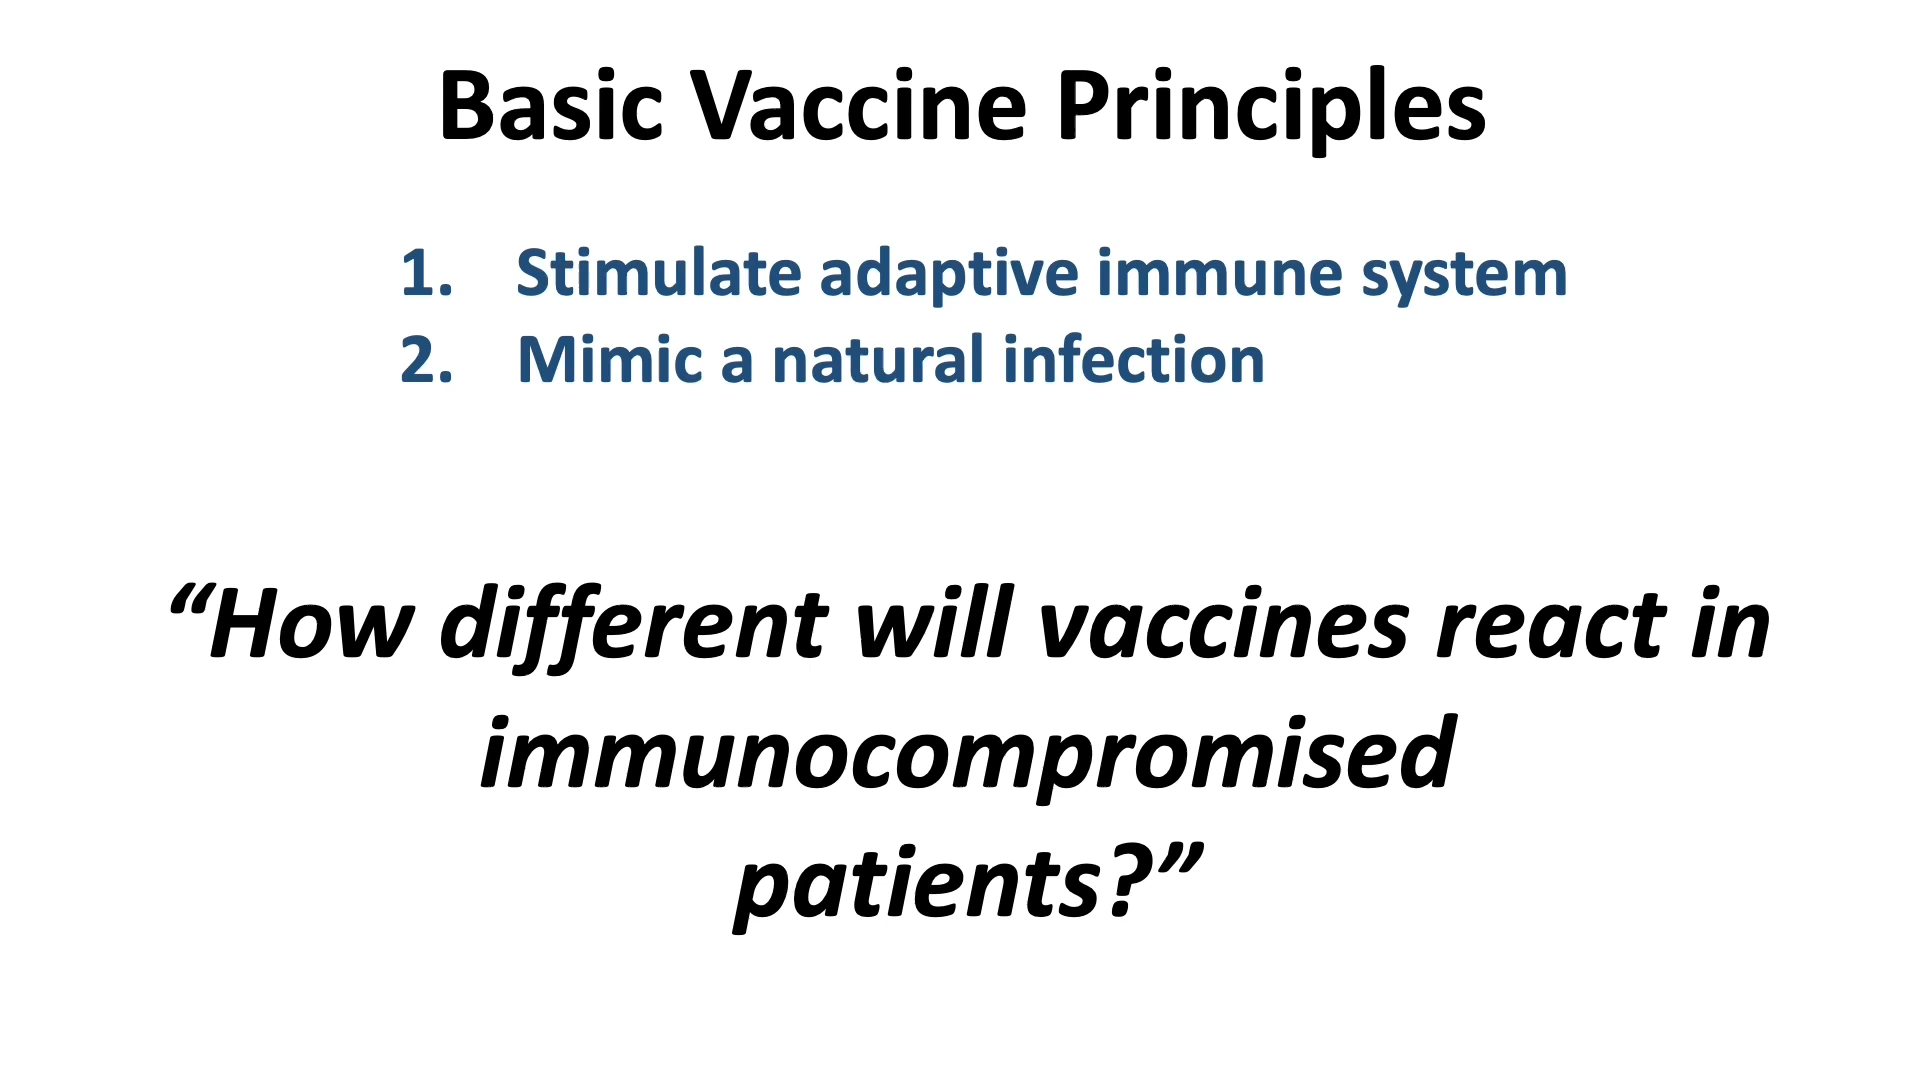 Basic Vaccine Principles
1. Stimulate adaptive immune system
2. Mimic a natural infection
“How different will vaccines react in
immunocompromised
patients?”